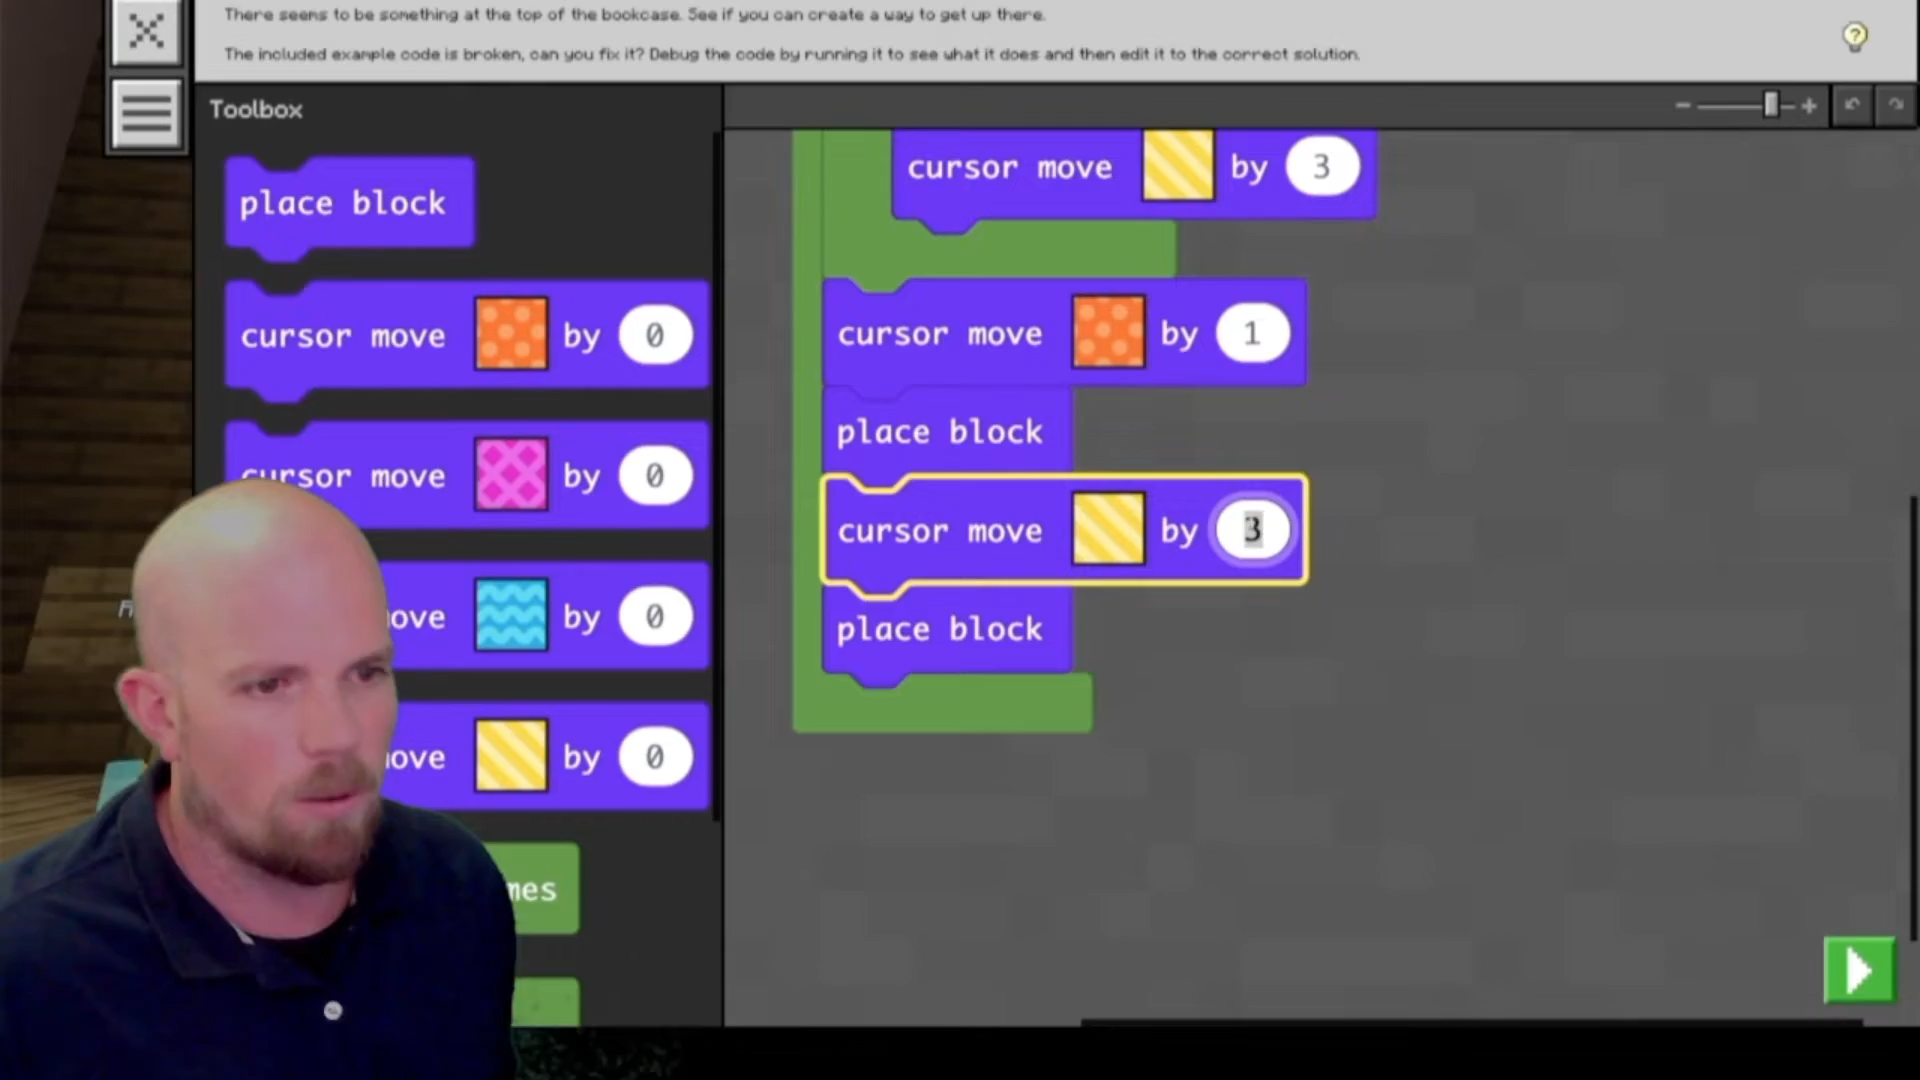 There seems to be something at the top of the bookcase. See if you can create a way to get up there.
The included example code is broken, can you fix it? Debug the code by running it to see what it does and then edit it to the correct solution.
Toolbox
place block
cursor move by 0
cursor move by 0
ove by 0
ove by 0
mes
cursor move by 3
cursor move by 1
place block
cursor move by 3
place block